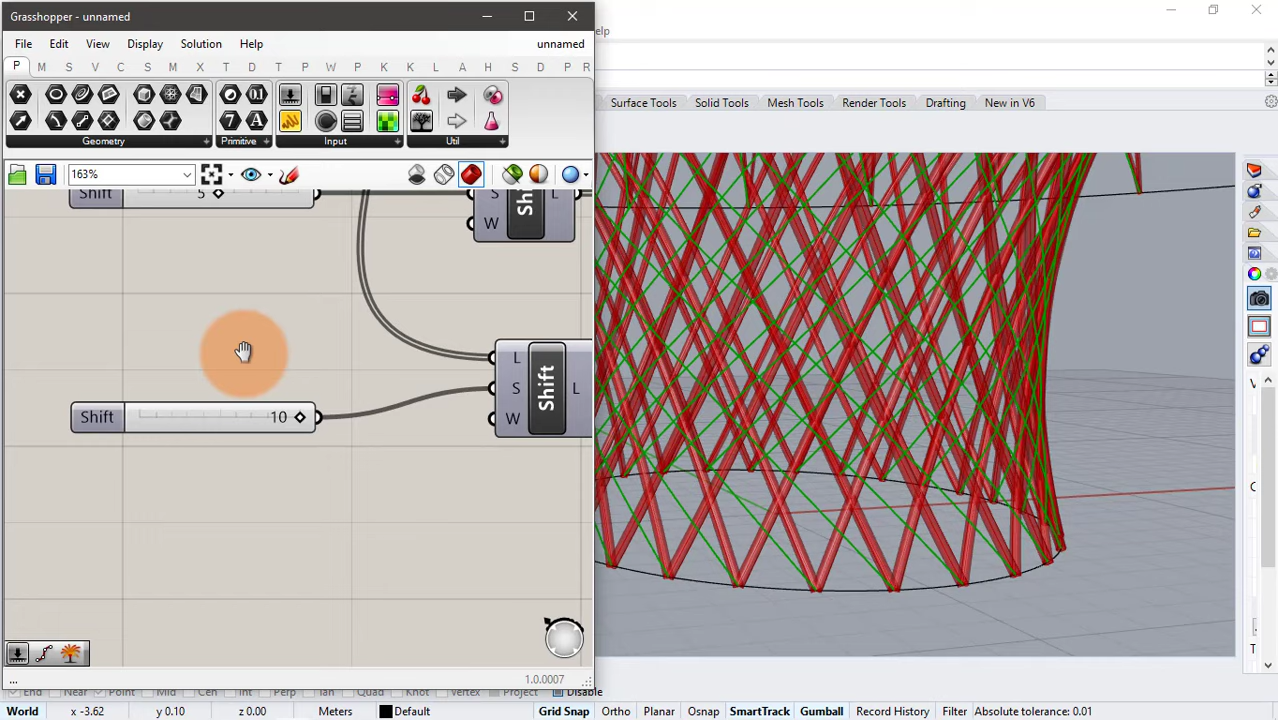 Grasshopper - unnamed
File Edit View Display Solution Help unnamed
elp
P M S V C S M X T D T P W P K K L A H S D P R
Surface Tools Solid Tools Mesh Tools Render Tools Drafting New in V6
Geometry Primitive Input Util
163%
Shift 5
S
W
L
Shift
L
S
W
Shift
L
Shift 10
...
1.0.0007
End Near Point Mid Cen Int Perp Tan Quad Knot Vertex Project Disable
World x -3.62 y 0.10 z 0.00 Meters Default Grid Snap Ortho Planar Osnap SmartTrack Gumball Record History Filter Absolute tolerance: 0.01